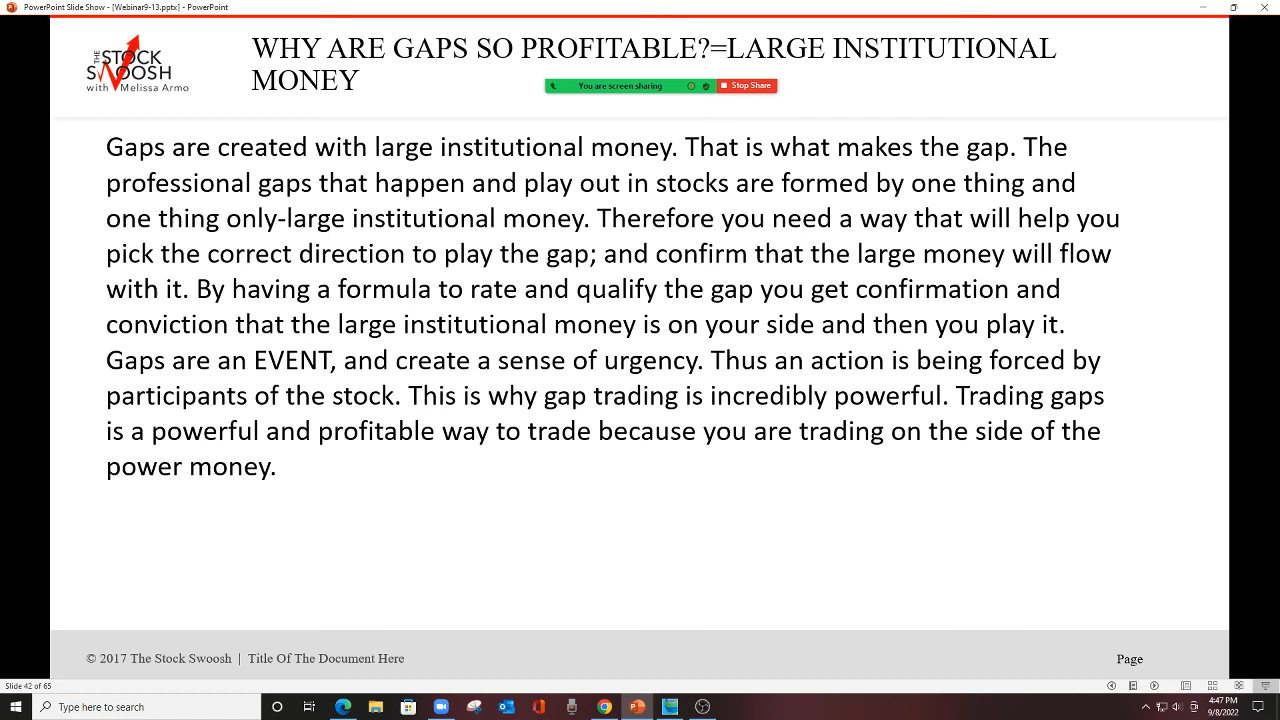 PowerPoint Slide Show - [Webinar9-13.pptx] - PowerPoint
THE
STOCK
SWOOSH
with Melissa Armo
WHY ARE GAPS SO PROFITABLE?=LARGE INSTITUTIONAL
MONEY
You are screen sharing
Stop Share
Gaps are created with large institutional money. That is what makes the gap. The
professional gaps that happen and play out in stocks are formed by one thing and
one thing only-large institutional money. Therefore you need a way that will help you
pick the correct direction to play the gap; and confirm that the large money will flow
with it. By having a formula to rate and qualify the gap you get confirmation and
conviction that the large institutional money is on your side and then you play it.
Gaps are an EVENT, and create a sense of urgency. Thus an action is being forced by
participants of the stock. This is why gap trading is incredibly powerful. Trading gaps
is a powerful and profitable way to trade because you are trading on the side of the
power money.
© 2017 The Stock Swoosh | Title Of The Document Here
Page
Slide 42 of 65
Type here to search
4:47 PM
9/8/2022